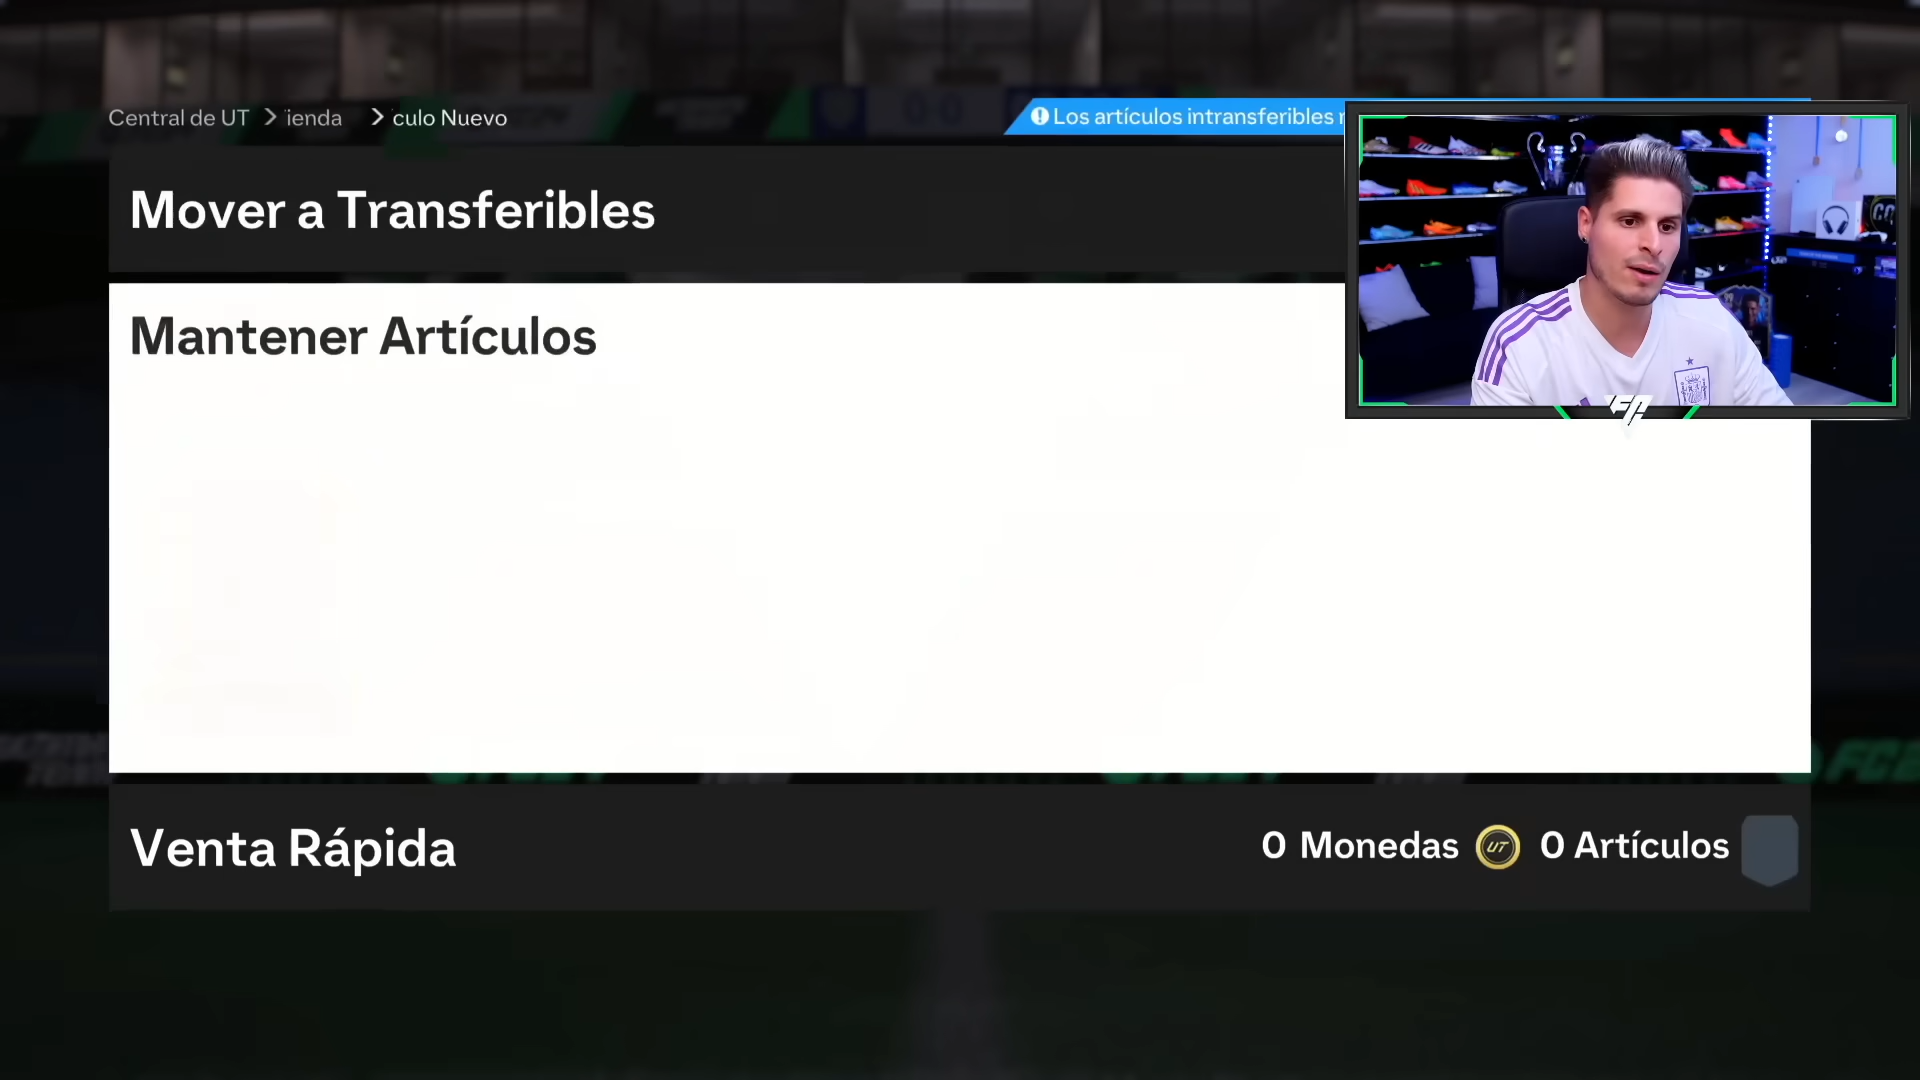 Central de UT > ienda > culo Nuevo
Los artículos intransferibles
Mover a Transferibles
Mantener Artículos
Venta Rápida
0 Monedas UT 0 Artículos